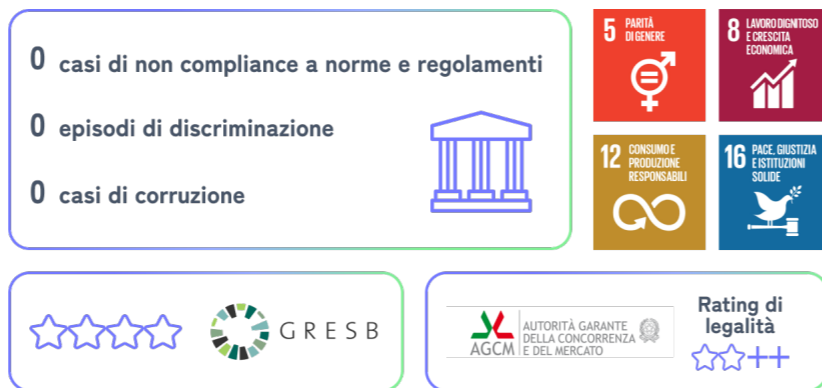 0 casi di non compliance a norme e regolamenti
0 episodi di discriminazione
0 casi di corruzione
5 PARITÀ
DI GENERE
8 LAVORO DIGNITOSO
E CRESCITA
ECONOMICA
12 CONSUMO E
PRODUZIONE
RESPONSABILI
16 PACE, GIUSTIZIA
E ISTITUZIONI
SOLIDE
GRESB
AGCM
AUTORITÀ GARANTE
DELLA CONCORRENZA
E DEL MERCATO
Rating di
legalità
++